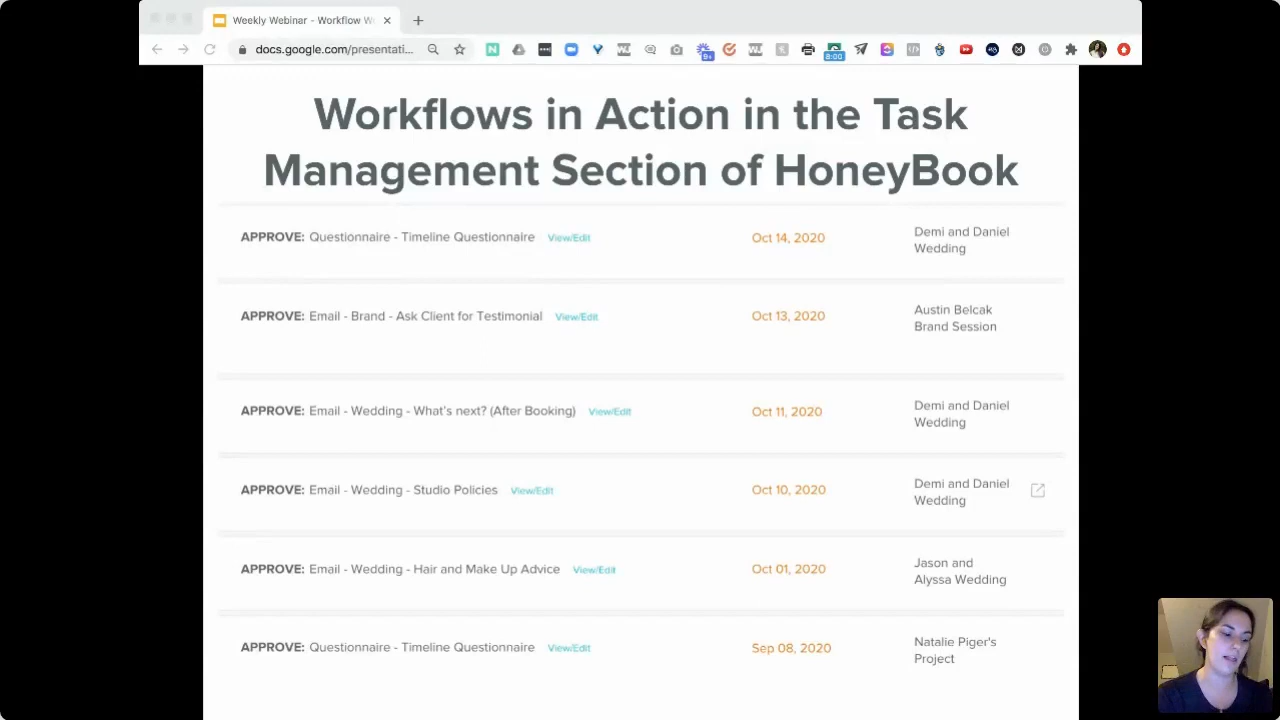 Weekly Webinar - Workflow W
docs.google.com/presentati...
9+
8:00
Workflows in Action in the Task
Management Section of HoneyBook
APPROVE: Questionnaire - Timeline Questionnaire View/Edit Oct 14, 2020 Demi and Daniel
Wedding
APPROVE: Email - Brand - Ask Client for Testimonial View/Edit Oct 13, 2020 Austin Belcak
Brand Session
APPROVE: Email - Wedding - What's next? (After Booking) View/Edit Oct 11, 2020 Demi and Daniel
Wedding
APPROVE: Email - Wedding - Studio Policies View/Edit Oct 10, 2020 Demi and Daniel
Wedding
APPROVE: Email - Wedding - Hair and Make Up Advice View/Edit Oct 01, 2020 Jason and
Alyssa Wedding
APPROVE: Questionnaire - Timeline Questionnaire View/Edit Sep 08, 2020 Natalie Piger's
Project